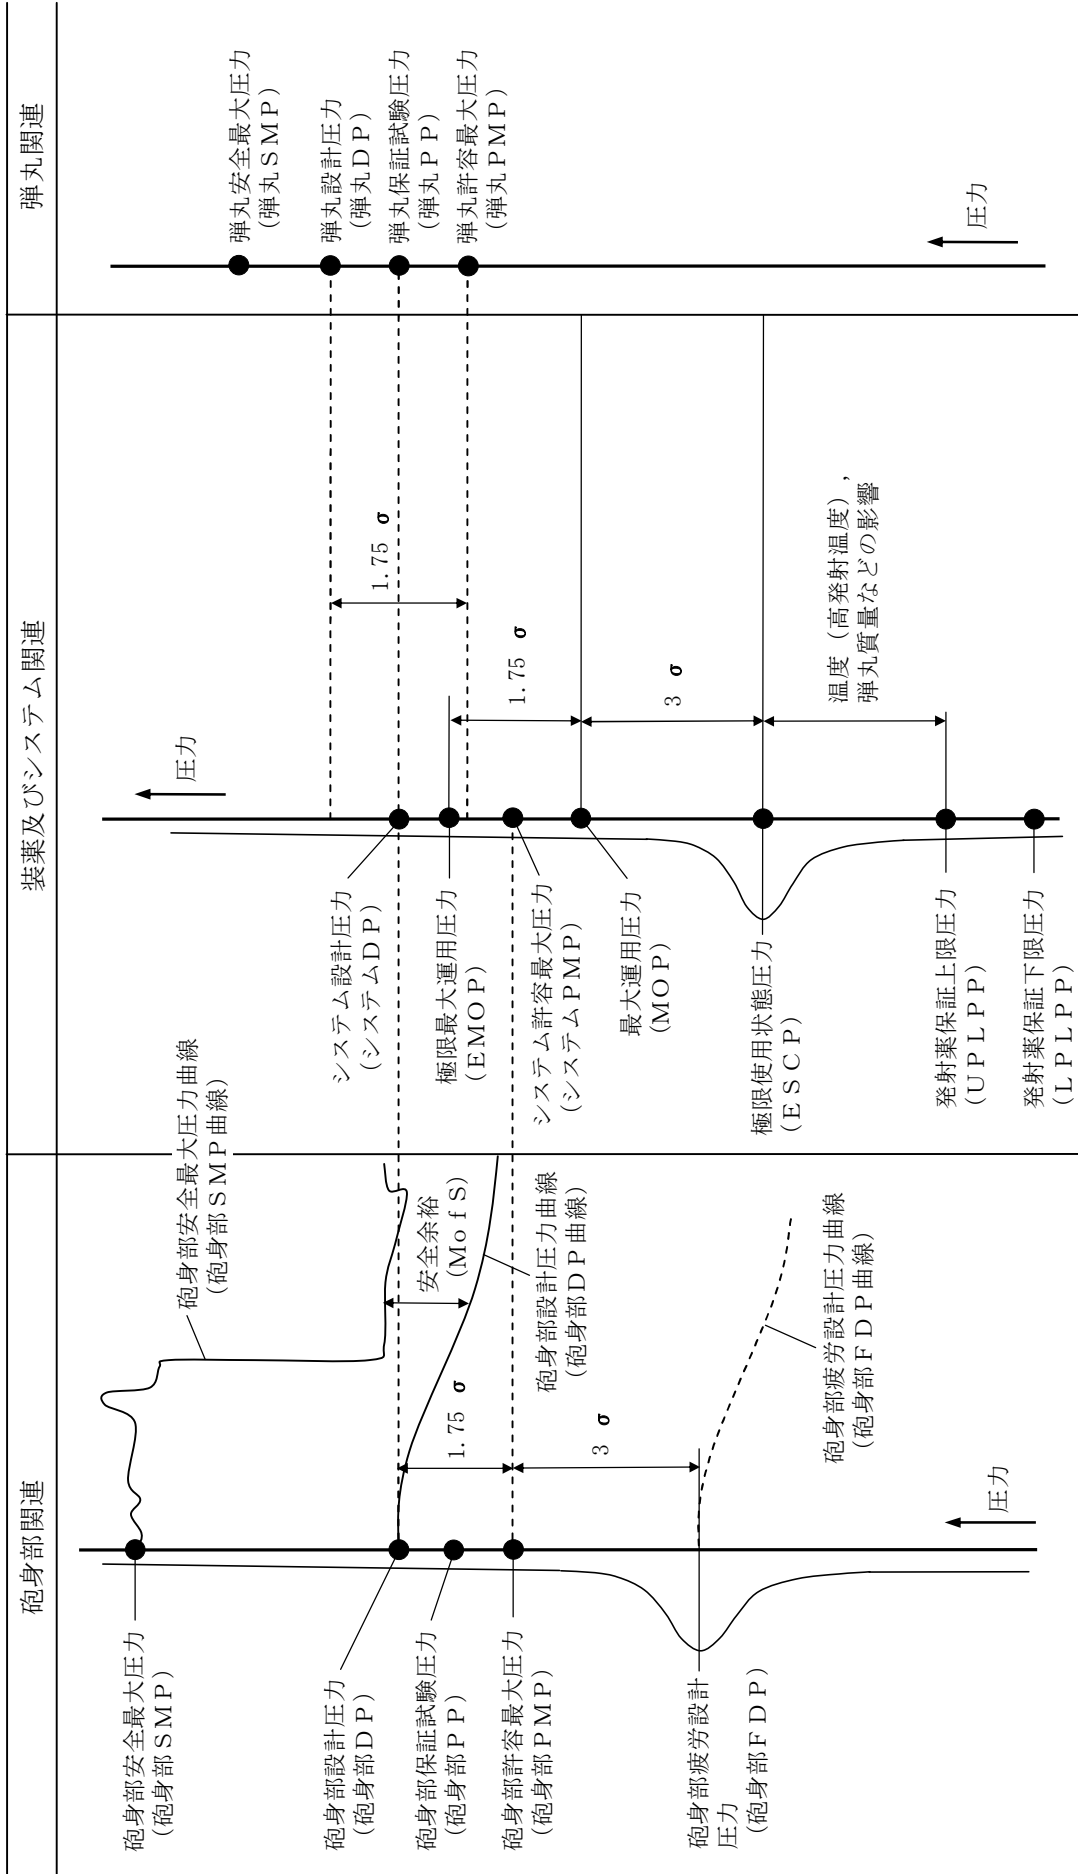 砲身部関連
装薬及びシステム関連
弾丸関連
砲身部安全最大圧力
(砲身部SMP)
砲身部設計圧力
(砲身部DP)
砲身部保証試験圧力
(砲身部PP)
砲身部許容最大圧力
(砲身部PMP)
砲身部疲労設計
圧力
(砲身部FDP)
砲身部安全最大圧力曲線
(砲身部SMP曲線)
安全余裕
(MofS)
1.75 σ
3 σ
砲身部設計圧力曲線
(砲身部DP曲線)
砲身部疲労設計圧力曲線
(砲身部FDP曲線)
圧力
圧力
システム設計圧力
(システムDP)
極限最大運用圧力
(EMOP)
システム許容最大圧力
(システムPMP)
最大運用圧力
(MOP)
極限使用状態圧力
(ESCP)
発射薬保証上限圧力
(UPLPP)
発射薬保証下限圧力
(LPLPP)
1.75 σ
1.75 σ
3 σ
温度(高発射温度),
弾丸質量などの影響
弾丸安全最大圧力
(弾丸SMP)
弾丸設計圧力
(弾丸DP)
弾丸保証試験圧力
(弾丸PP)
弾丸許容最大圧力
(弾丸PMP)
圧力